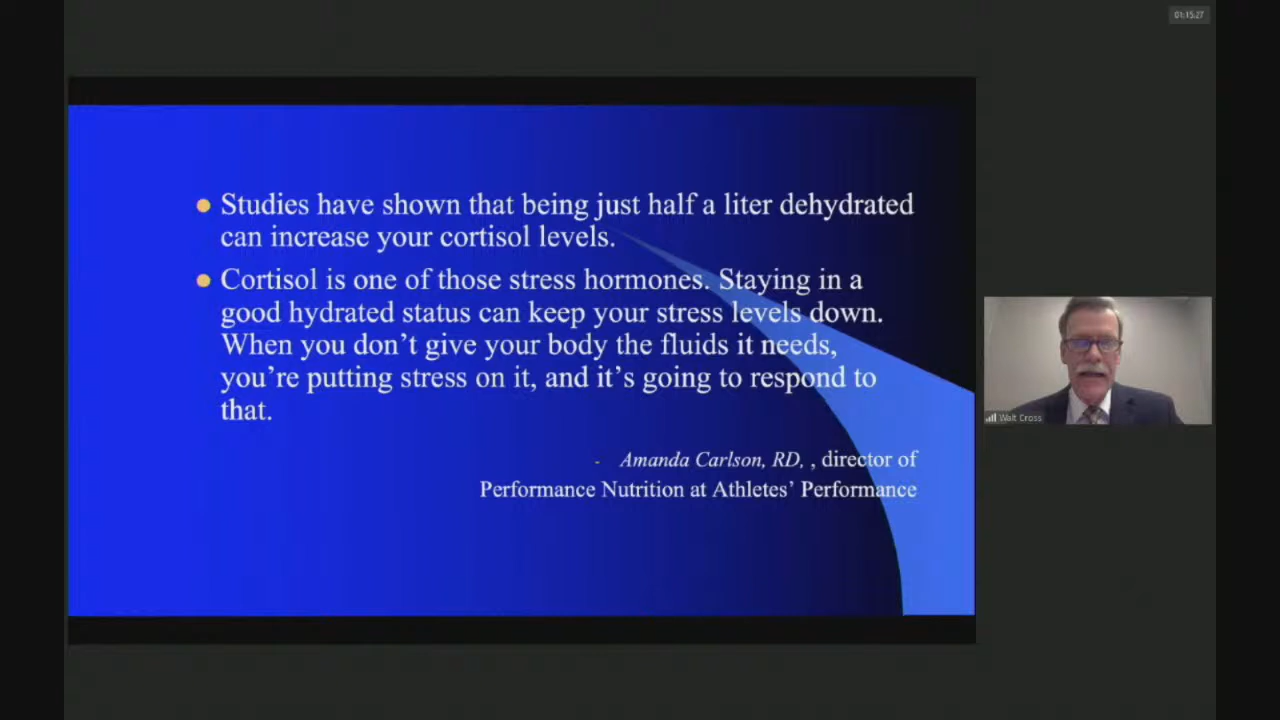 01:15:27
● Studies have shown that being just half a liter dehydrated
can increase your cortisol levels.
● Cortisol is one of those stress hormones. Staying in a
good hydrated status can keep your stress levels down.
When you don’t give your body the fluids it needs,
you’re putting stress on it, and it’s going to respond to
that.
- Amanda Carlson, RD, , director of
Performance Nutrition at Athletes’ Performance
Walt Cross